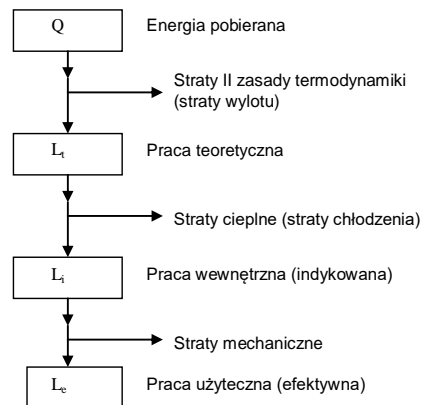 Q Energia pobierana
Straty II zasady termodynamiki
(straty wylotu)
Lt Praca teoretyczna
Straty cieplne (straty chłodzenia)
Li Praca wewnętrzna (indykowana)
Straty mechaniczne
Le Praca użyteczna (efektywna)